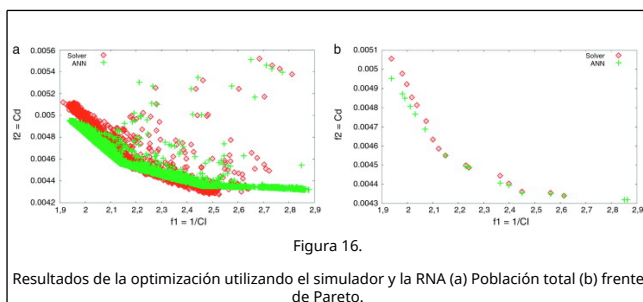 a
b
Solver
ANN
0.0056
0.0054
0.0052
0.005
0.0048
0.0046
0.0044
0.0042
f2 = Cd
1,9 2 2,1 2,2 2,3 2,4 2,5 2,6 2,7 2,8 2,9
f1 = 1/Cl
Solver
ANN
0.0051
0.005
0.0049
0.0048
0.0047
0.0046
0.0045
0.0044
0.0043
0.0042
f2 = Cd
1,9 2 2,1 2,2 2,3 2,4 2,5 2,6 2,7 2,8 2,9
f1 = 1/Cl
Figura 16.
Resultados de la optimización utilizando el simulador y la RNA (a) Población total (b) frente
de Pareto.